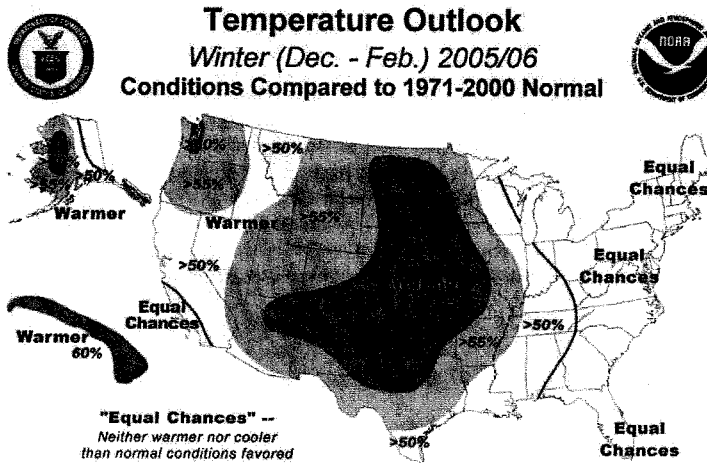 Temperature Outlook
Winter (Dec. - Feb.) 2005/06
Conditions Compared to 1971-2000 Normal
NOAA
>50%
>50%
>55%
>50%
Warmer
Equal
Chances
>55%
Warmer
Equal
Chances
>50%
Equal
Chances
Warmer
60%
>50%
>55%
"Equal Chances" --
Neither warmer nor cooler
than normal conditions favored
>50%
Equal
Chances